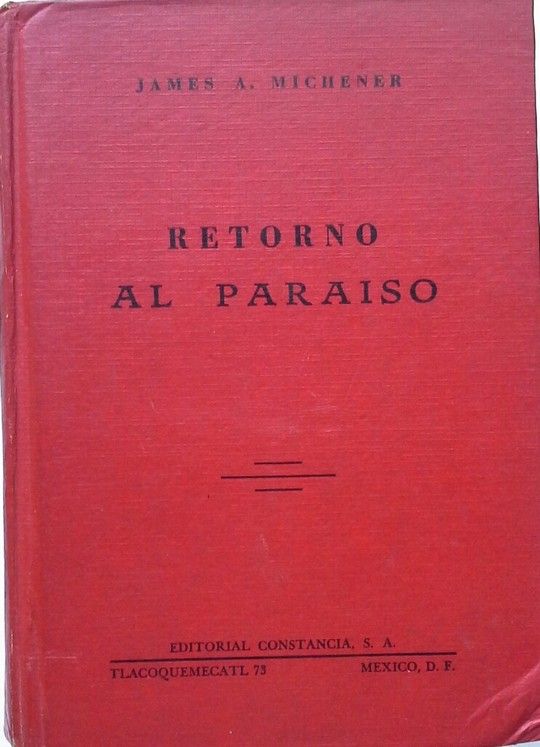 JAMES A. MICHENER
RETORNO
AL PARAISO
EDITORIAL CONSTANCIA, S. A.
TLACOQUEMECATL 73 MEXICO, D. F.